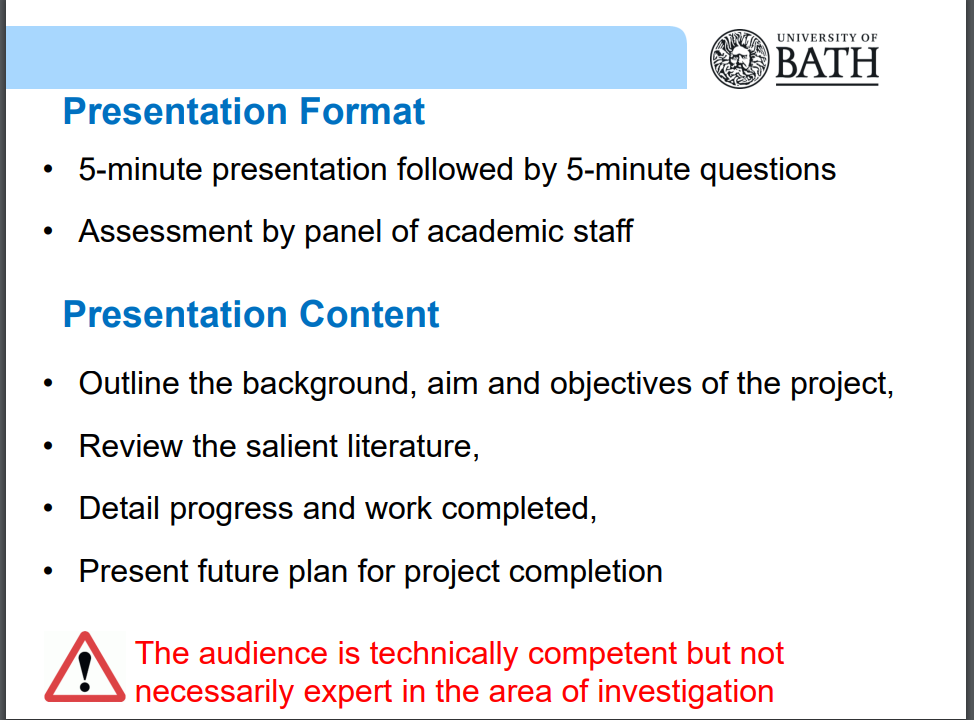 UNIVERSITY OF
BATH
Presentation Format
• 5-minute presentation followed by 5-minute questions
• Assessment by panel of academic staff
Presentation Content
• Outline the background, aim and objectives of the project,
• Review the salient literature,
• Detail progress and work completed,
• Present future plan for project completion
The audience is technically competent but not
necessarily expert in the area of investigation